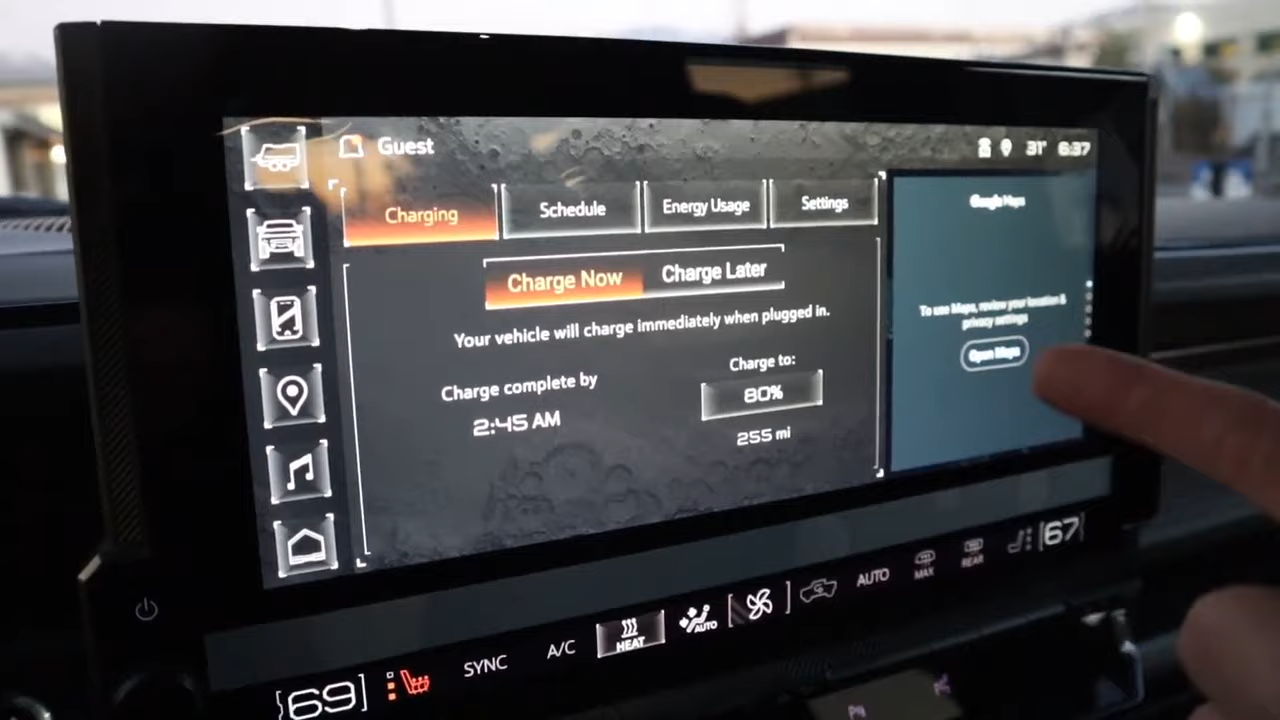 Guest
31° 6:37
Charging Schedule Energy Usage Settings
Google Maps
Charge Now Charge Later
Your vehicle will charge immediately when plugged in.
To use Maps, review your location &
privacy settings
Open Maps
Charge complete by
2:45 AM
Charge to:
80%
255 mi
69 SYNC A/C HEAT AUTO AUTO MAX REAR 67